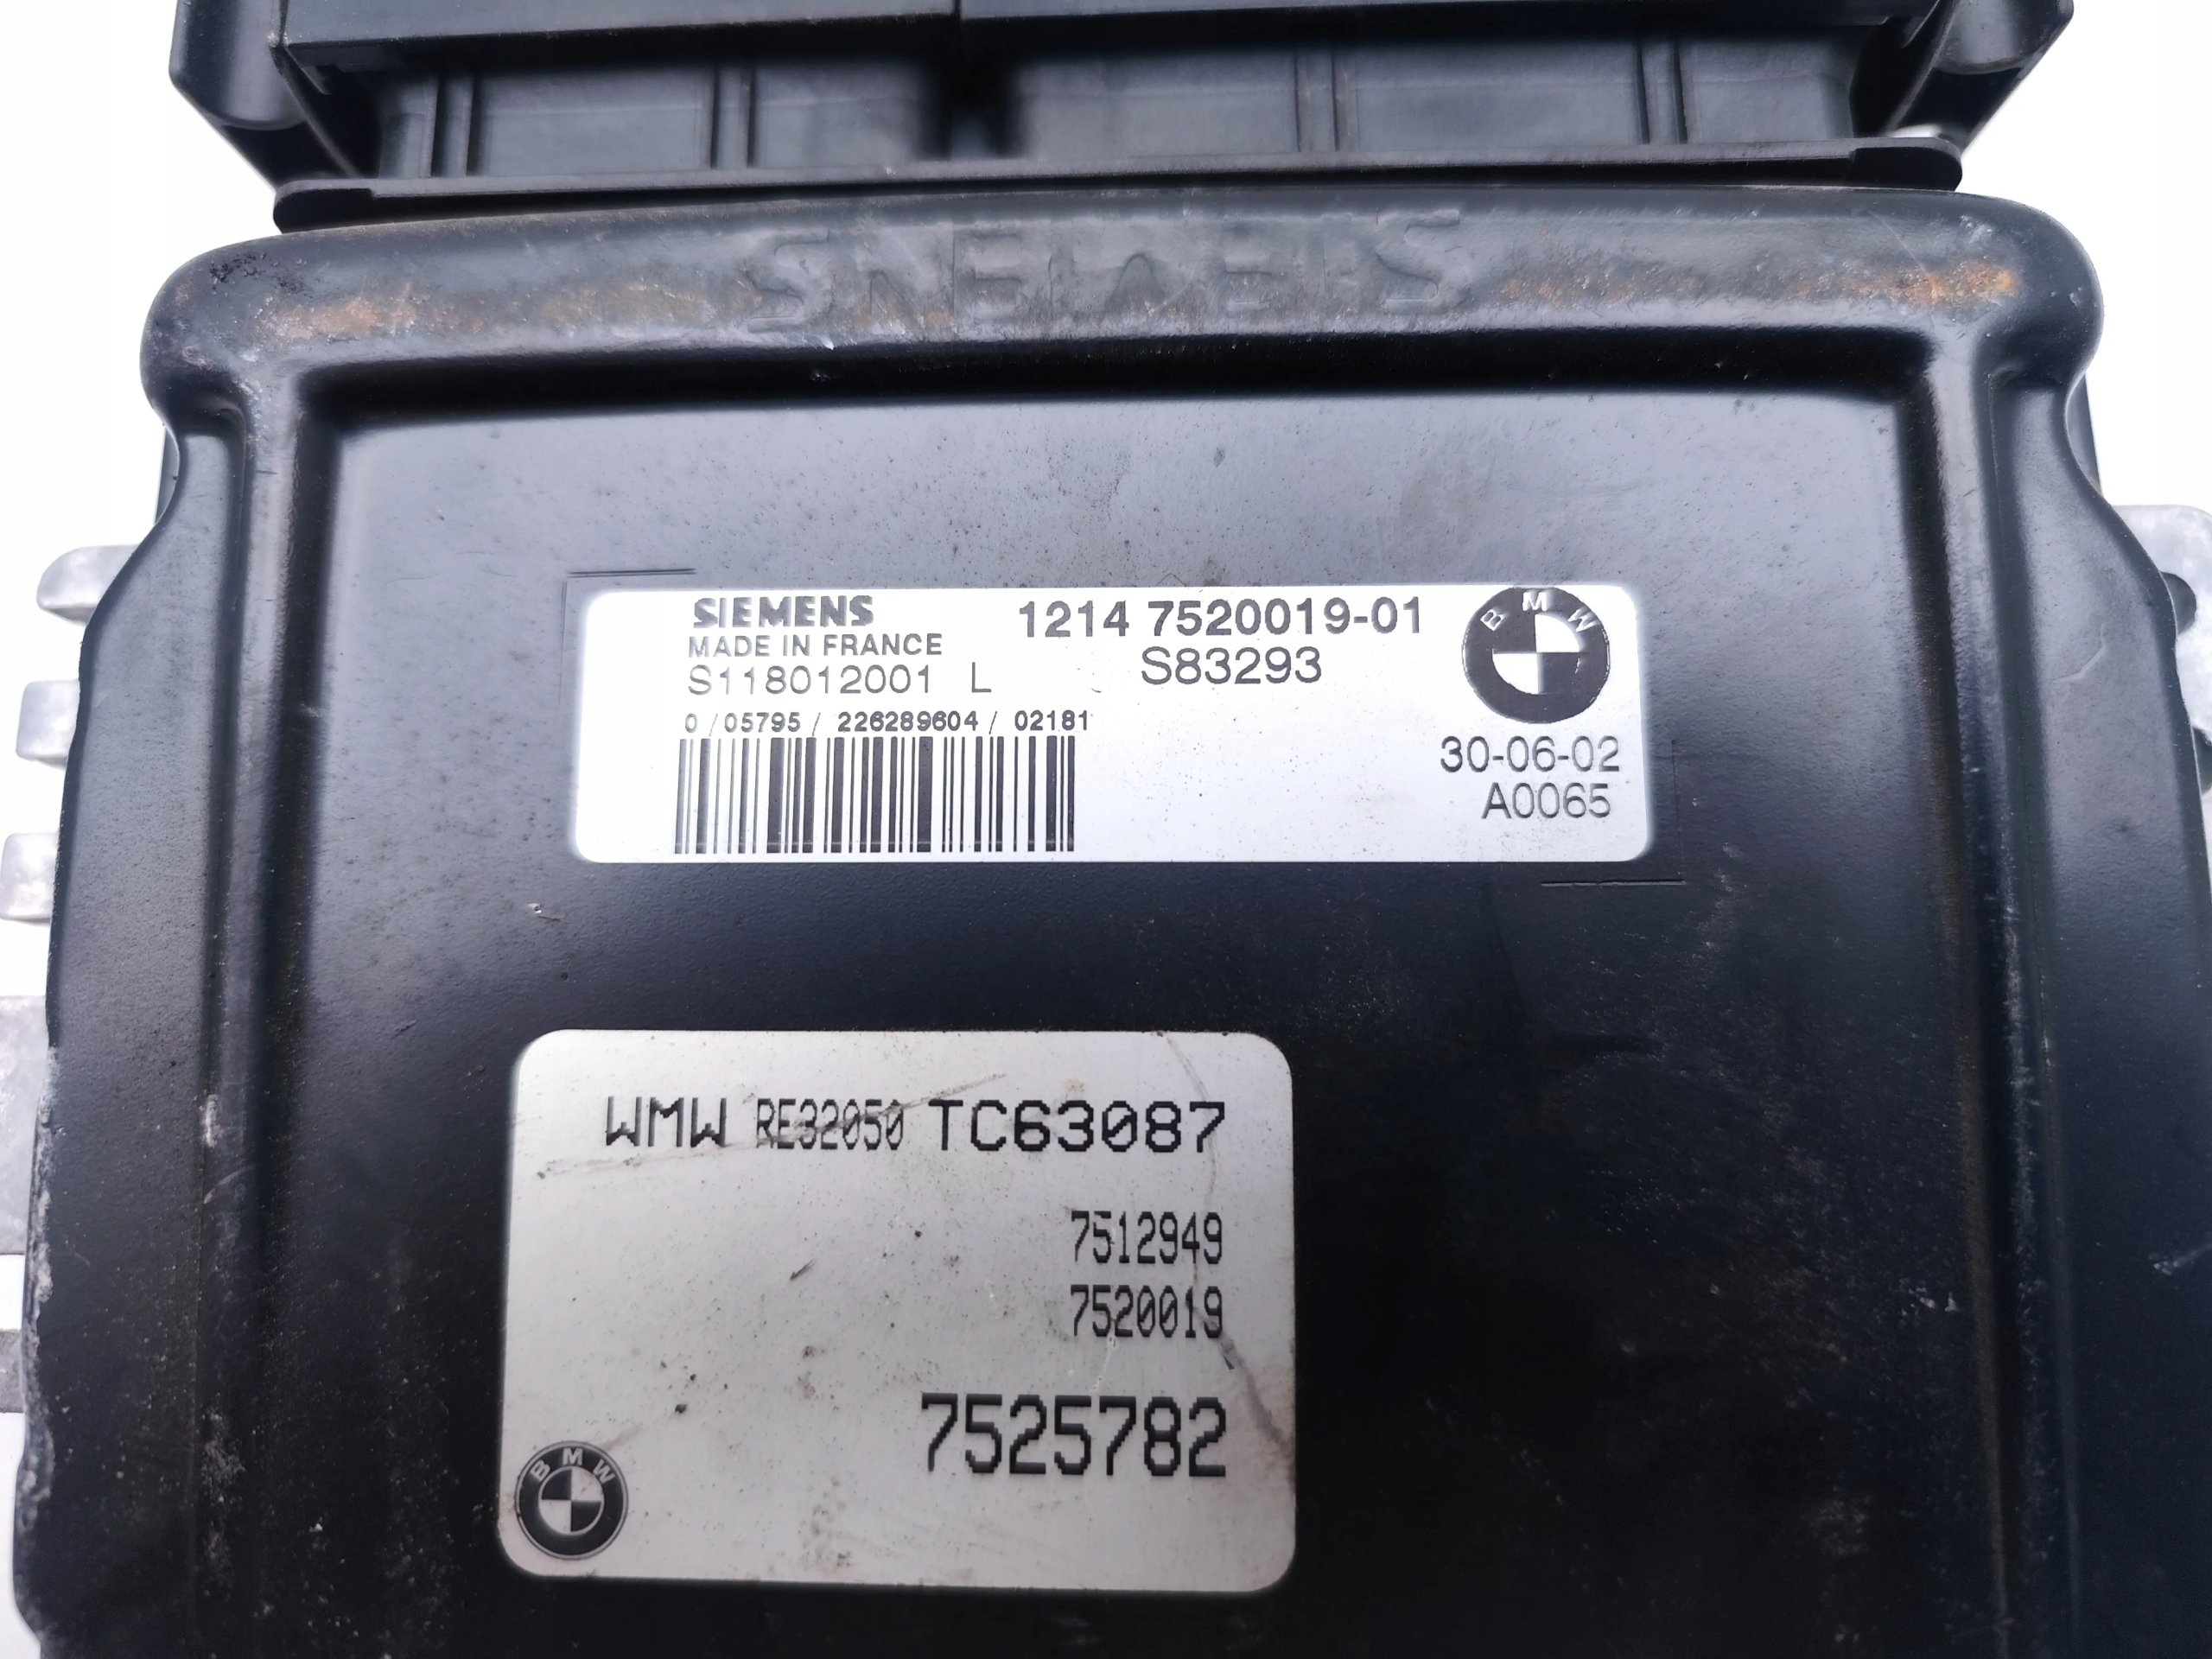 SIEMENS
SIEMENS
MADE IN FRANCE
S118012001 L
0 / 05795 / 226289604 / 02181
1214 7520019-01
S83293
BMW
30-06-02
A0065
WMW RE32050 TC63087
7512949
7520019
7525782
BMW